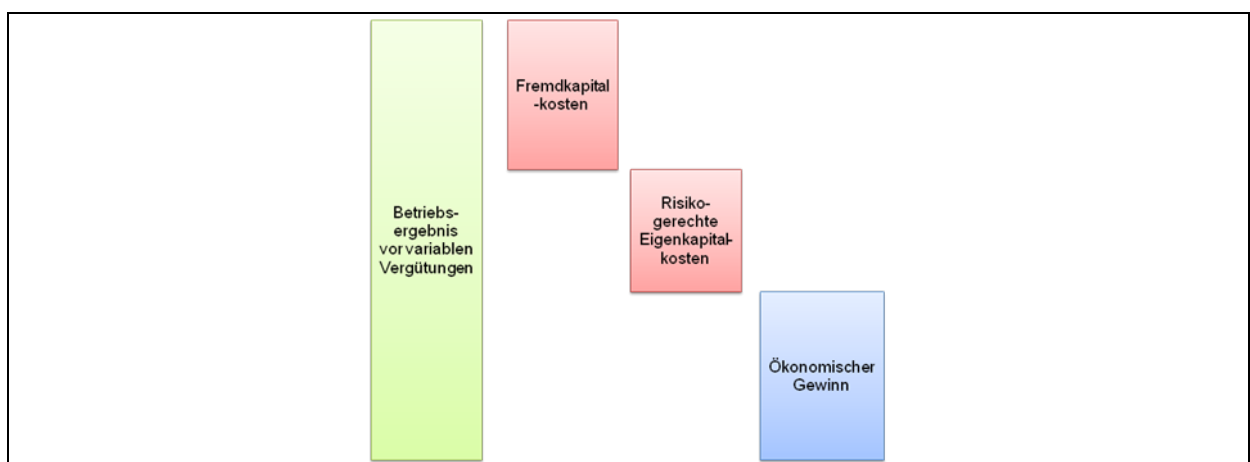 Fremdkapital
-kosten
Betriebs-
ergebnis
vor variablen
Vergütungen
Risiko-
gerechte
Eigenkapital-
kosten
Ökonomischer
Gewinn